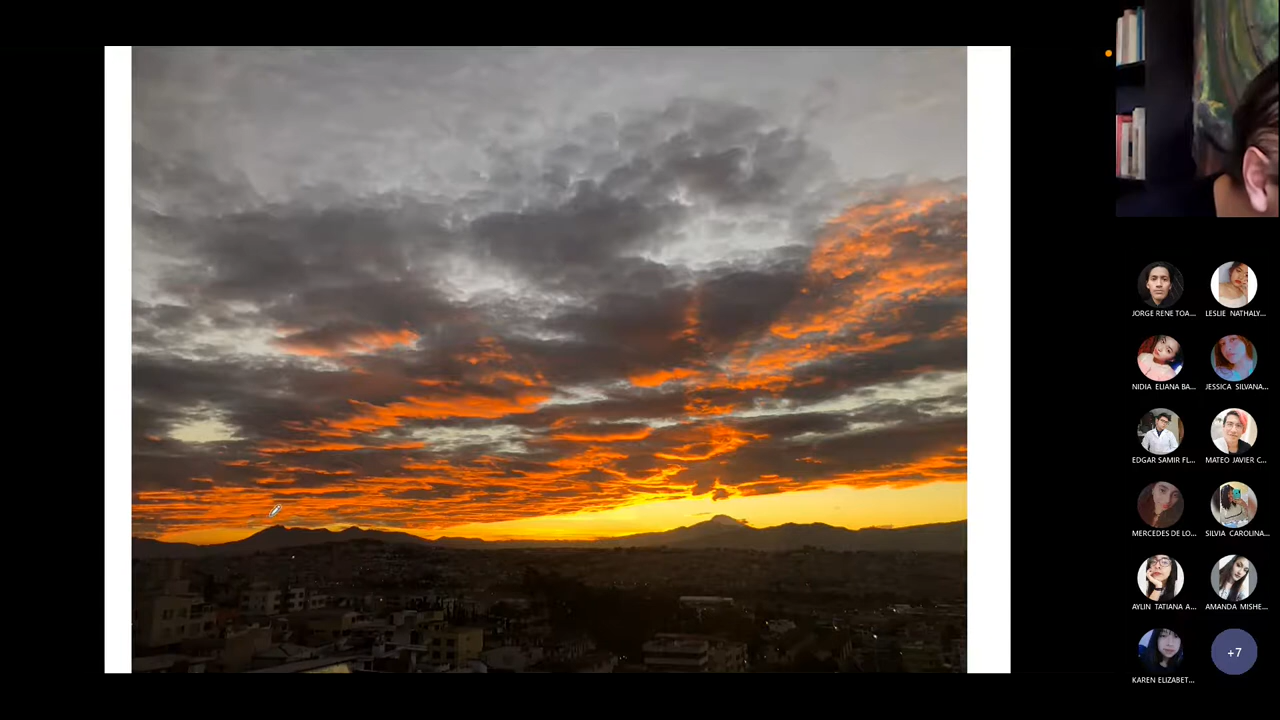 JORGE RENE TOA...
LESLIE NATHALY...
NIDIA ELIANA BA...
JESSICA SILVANA...
EDGAR SAMIR FL...
MATEO JAVIER C...
MERCEDES DE LO...
SILVIA CAROLINA...
AYLIN TATIANA A...
AMANDA MISHE...
KAREN ELIZABET...
+7